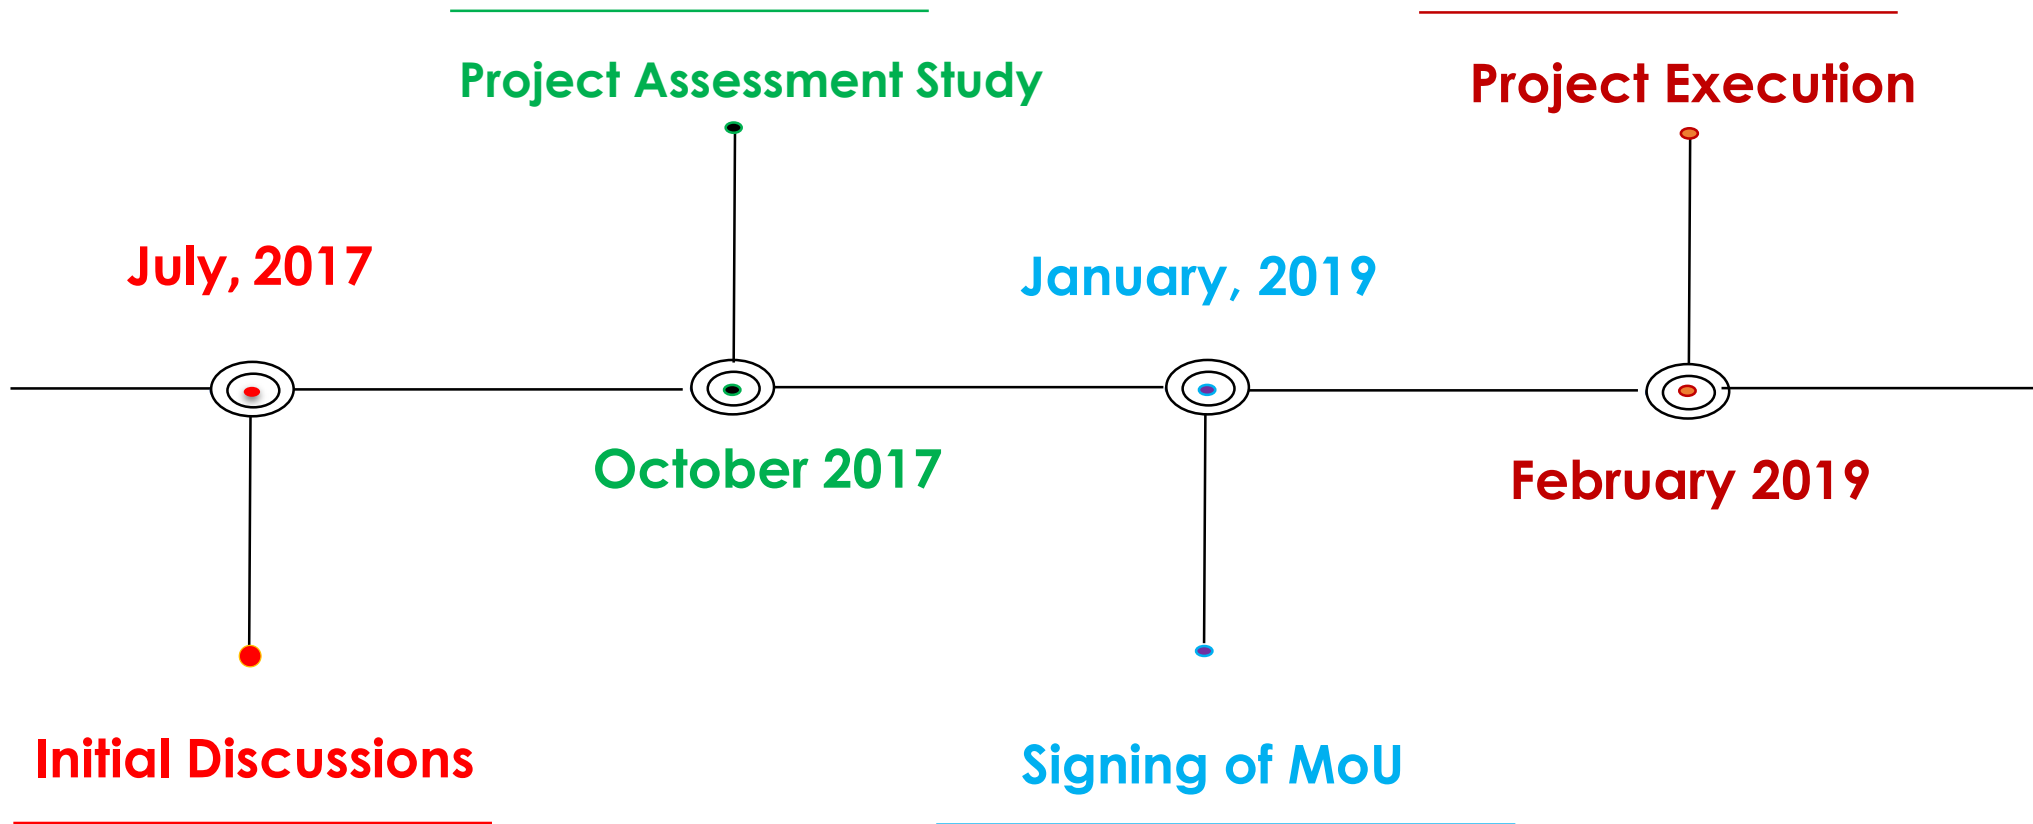 Project Assessment Study
Project Execution
July, 2017
January, 2019
October 2017
February 2019
Initial Discussions
Signing of MoU